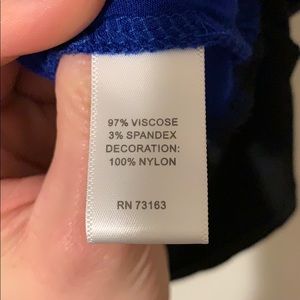 97% VISCOSE
3% SPANDEX
DECORATION:
100% NYLON
RN 73163